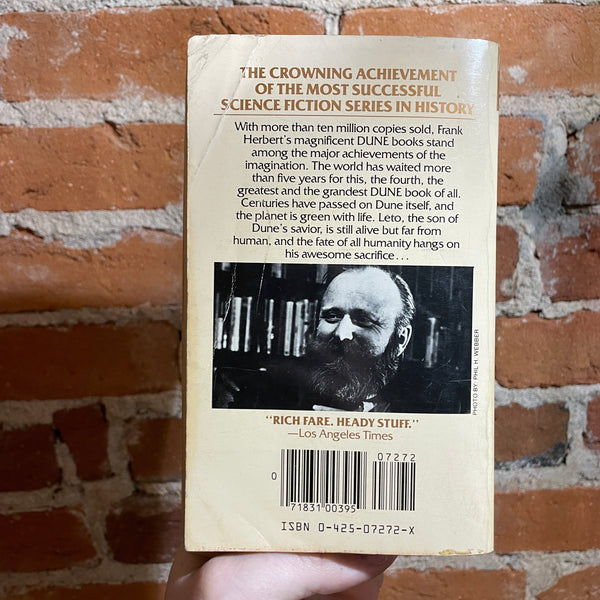 THE CROWNING ACHIEVEMENT
OF THE MOST SUCCESSFUL
SCIENCE FICTION SERIES IN HISTORY
With more than ten million copies sold, Frank
Herbert's magnificent DUNE books stand
among the major achievements of the
imagination. The world has waited more
than five years for this, the fourth, the
greatest and the grandest DUNE book of all.
Centuries have passed on Dune itself, and
the planet is green with life. Leto, the son of
Dune's savior, is still alive but far from
human, and the fate of all humanity hangs on
his awesome sacrifice...
PHOTO BY: PHIL H. WEBBER
"RICH FARE. HEADY STUFF."
—Los Angeles Times
07272
0
71831 00395
ISBN 0-425-07272-X